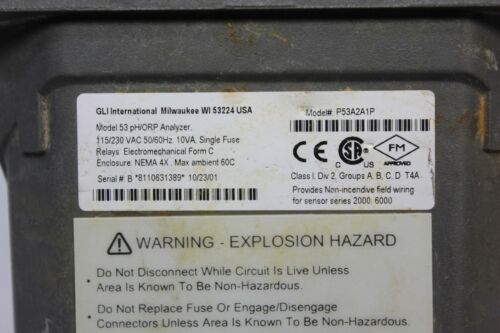 GLI International Milwaukee WI 53224 USA
Model# P53A2A1P
Model 53 pH/ORP Analyzer.
115/230 VAC 50/60Hz. 10VA, Single Fuse
Relays: Electromechanical Form C
Enclosure: NEMA 4X , Max ambient 60C
Serial # B *8110631389* 10/23/01
CE SA C US FM APPROVED
Class I, Div 2, Groups A, B, C, D T4A
Provides Non-incendive field wiring
for sensor series 2000, 6000
WARNING - EXPLOSION HAZARD
Do Not Disconnect While Circuit Is Live Unless
Area Is Known To Be Non-Hazardous.
Do Not Replace Fuse Or Engage/Disengage
Connectors Unless Area Is Known To Be